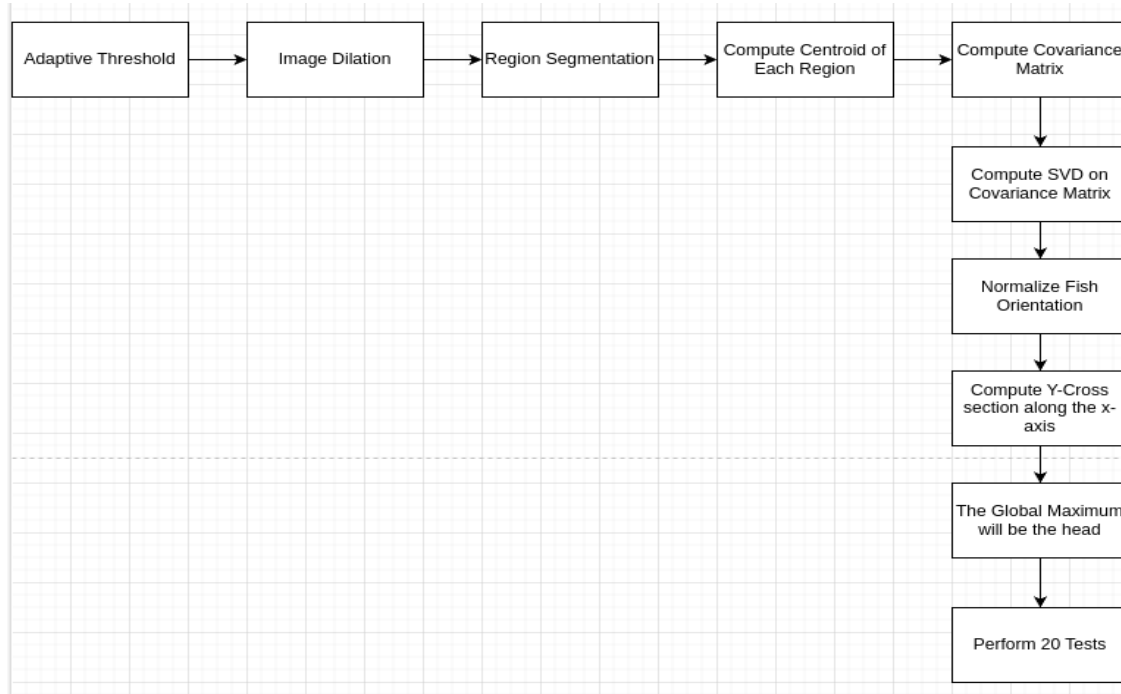 Adaptive Threshold
Image Dilation
Region Segmentation
Compute Centroid of
Each Region
Compute Covariance
Matrix
Compute SVD on
Covariance Matrix
Normalize Fish
Orientation
Compute Y-Cross
section along the x-
axis
The Global Maximum
will be the head
Perform 20 Tests